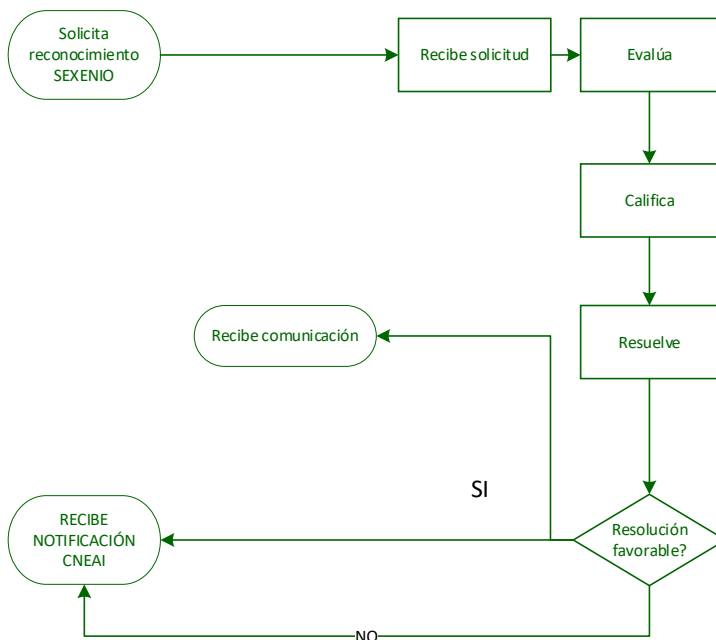 Solicita
reconocimiento
SEXENIO
Recibe solicitud
Evalúa
Califica
Recibe comunicación
Resuelve
SI
RECIBE
NOTIFICACIÓN
CNEAI
Resolución
favorable?
NO